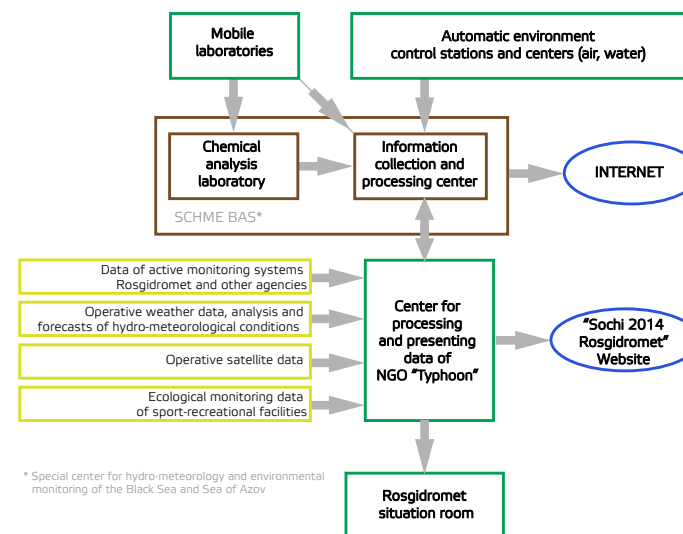 Mobile
laboratories
Automatic environment
control stations and centers (air, water)
Chemical
analysis
laboratory
Information
collection and
processing center
INTERNET
SCHME BAS*
Data of active monitoring systems
Rosgidromet and other agencies
Operative weather data, analysis and
forecasts of hydro-meteorological conditions
Operative satellite data
Ecological monitoring data
of sport-recreational facilities
Center for
processing
and presenting
data of
NGO “Typhoon”
“Sochi 2014
Rosgidromet”
Website
* Special center for hydro-meteorology and environmental
monitoring of the Black Sea and Sea of Azov
Rosgidromet
situation room